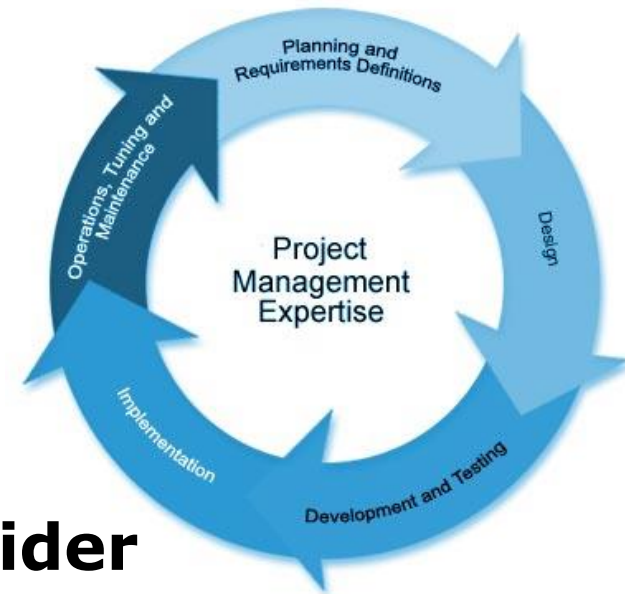 Planning and
Requirements Definitions
Design
Development and Testing
Implementation
Operations, Tuning and
Maintenance
Project
Management
Expertise
ider